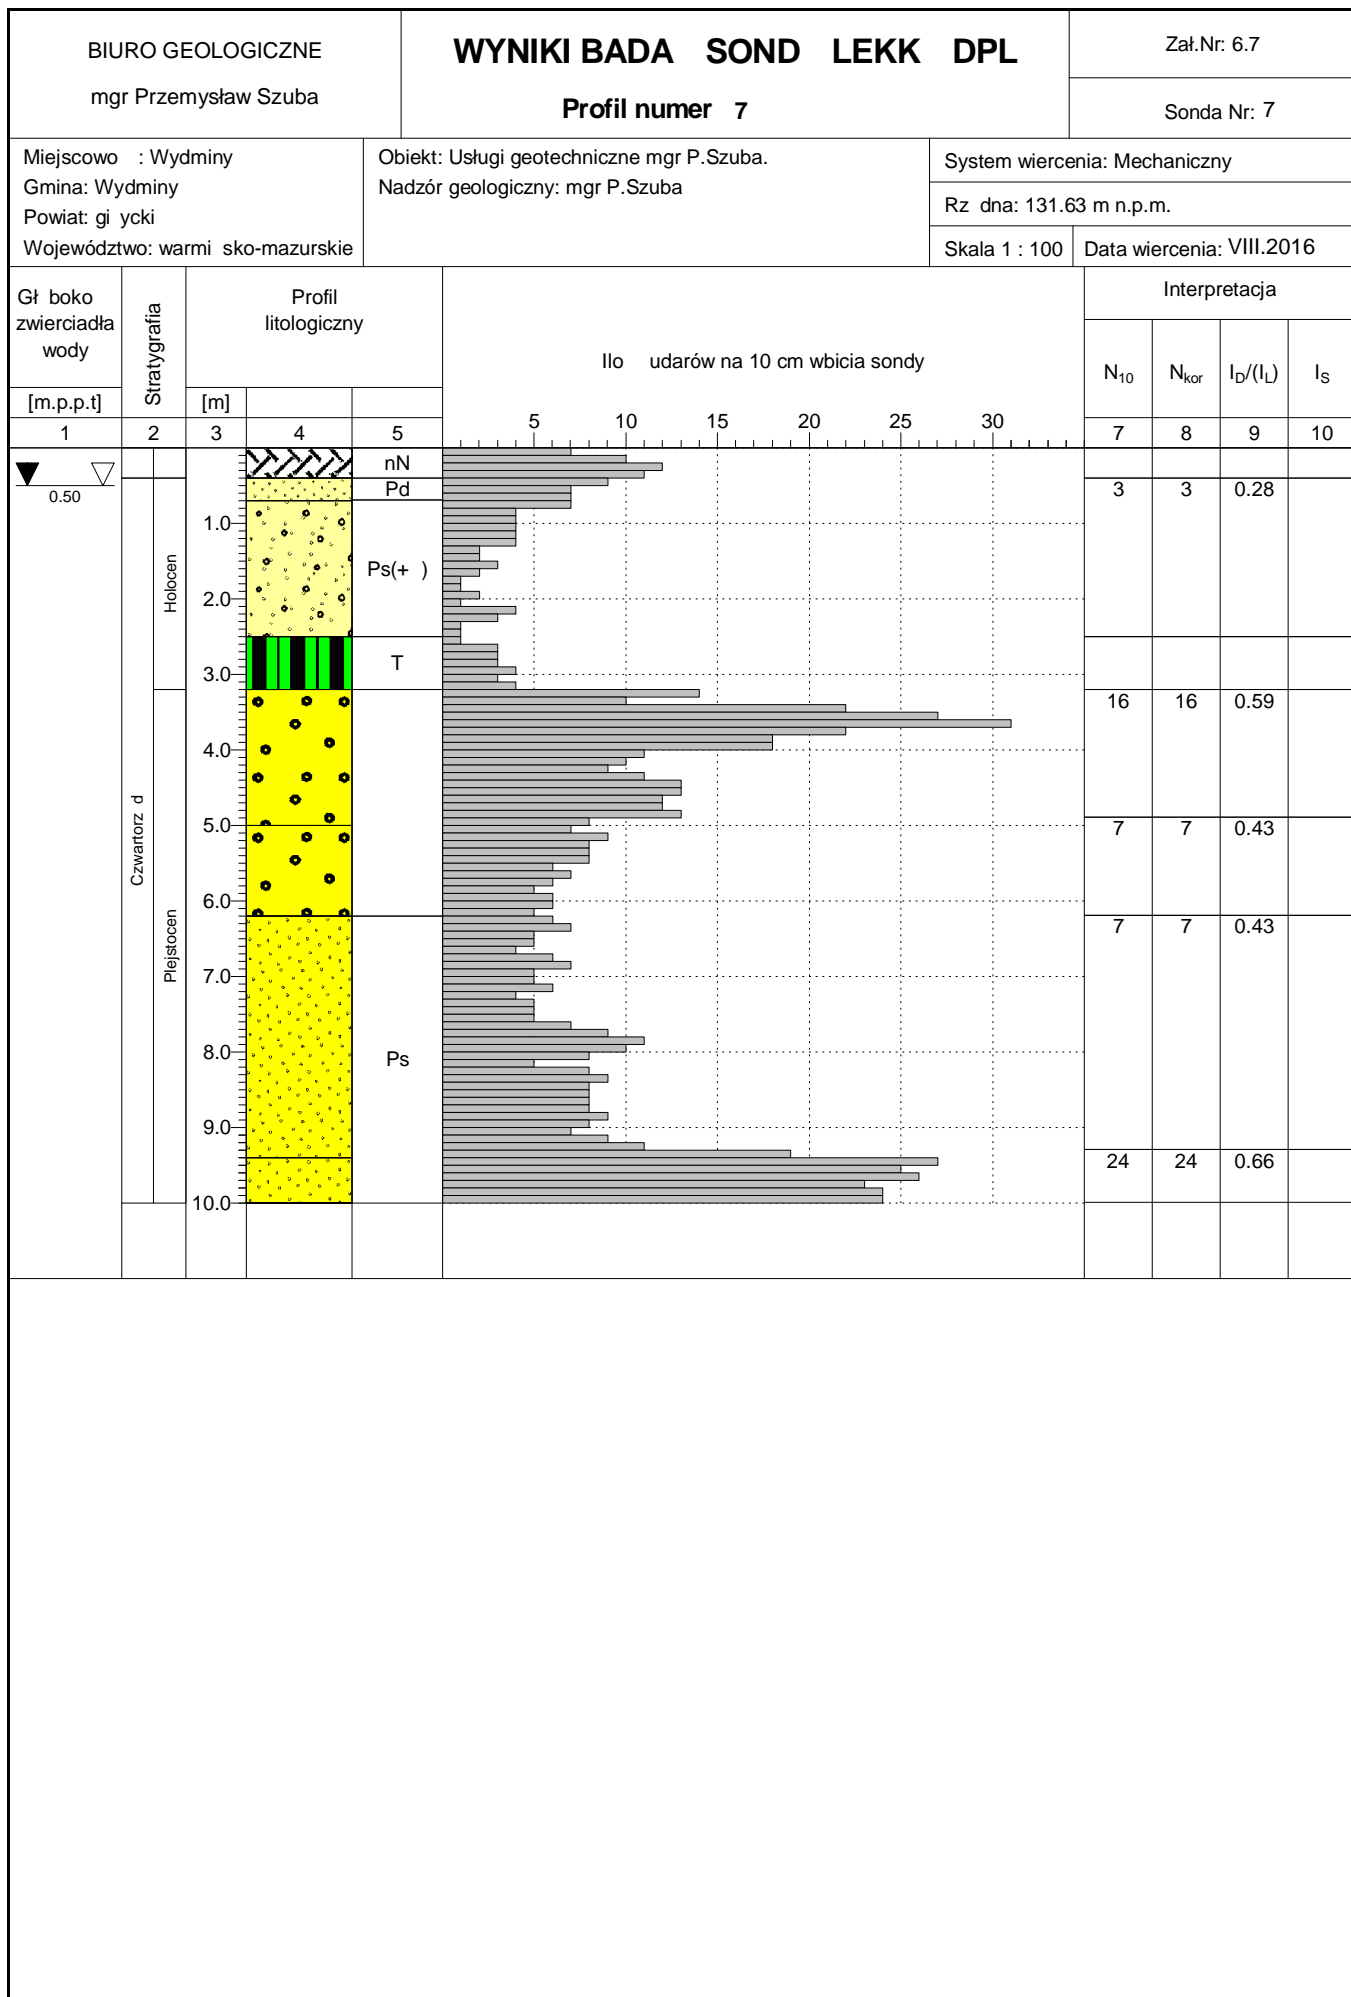 BIURO GEOLOGICZNE
mgr Przemysław Szuba
WYNIKI BADA SOND LEKK DPL
Profil numer 7
Zał.Nr: 6.7
Sonda Nr: 7
Miejscowo : Wydminy
Gmina: Wydminy
Powiat: gi ycki
Województwo: warmi sko-mazurskie
Obiekt: Usługi geotechniczne mgr P.Szuba.
Nadzór geologiczny: mgr P.Szuba
System wiercenia: Mechaniczny
Rz dna: 131.63 m n.p.m.
Skala 1 : 100
Data wiercenia: VIII.2016
Gł boko
zwierciadła
wody
[m.p.p.t]
Stratygrafia
Profil
litologiczny
[m]
Ilo udarów na 10 cm wbicia sondy
5 10 15 20 25 30
Interpretacja
N10 Nkor ID/(IL) IS
1 2 3 4 5 7 8 9 10
0.50
nN
Pd
3 3 0.28
1.0
Holocen
Ps(+ )
2.0
T
3.0
16 16 0.59
4.0
Czwartorz d
5.0
7 7 0.43
6.0
7 7 0.43
Plejstocen
7.0
8.0
Ps
9.0
24 24 0.66
10.0